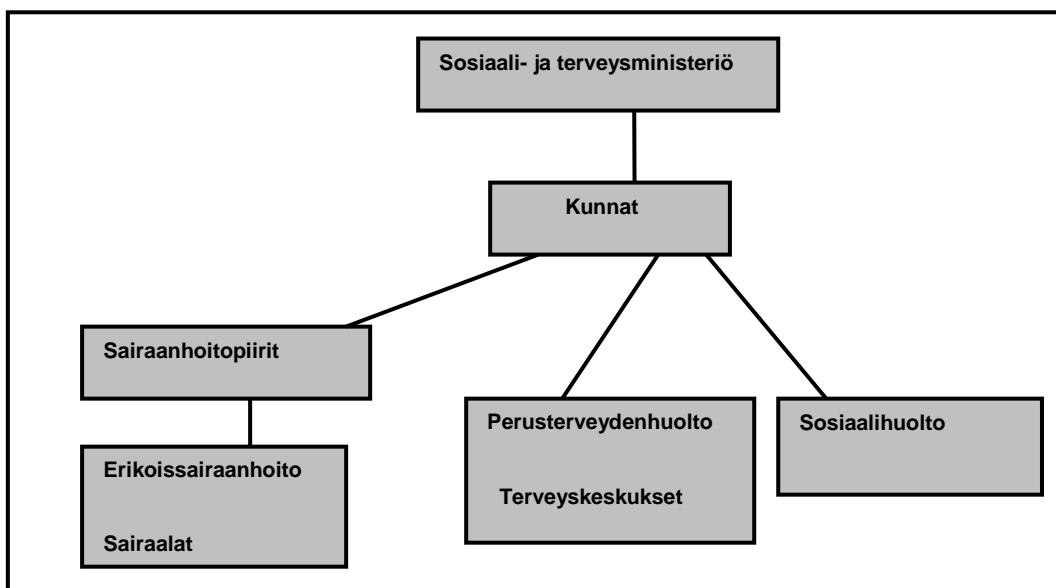 Sosiaali- ja terveysministeriö
Kunnat
Sairaanhoitopiirit
Erikoissairaanhoito
Sairaalat
Perusterveydenhuolto
Terveyskeskukset
Sosiaalihuolto